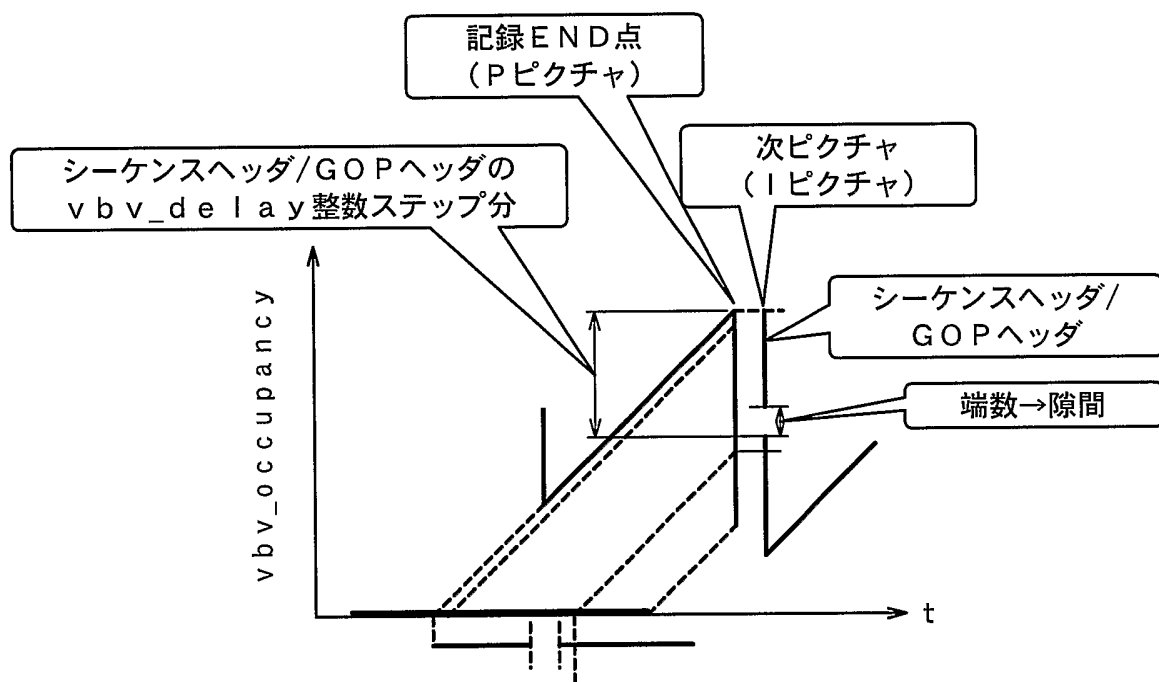 記録END点
(Pピクチャ)
次ピクチャ
(Iピクチャ)
シーケンスヘッダ/GOPヘッダの
vbv_delay整数ステップ分
シーケンスヘッダ/
GOPヘッダ
端数→隙間
vbv_occupancy
t